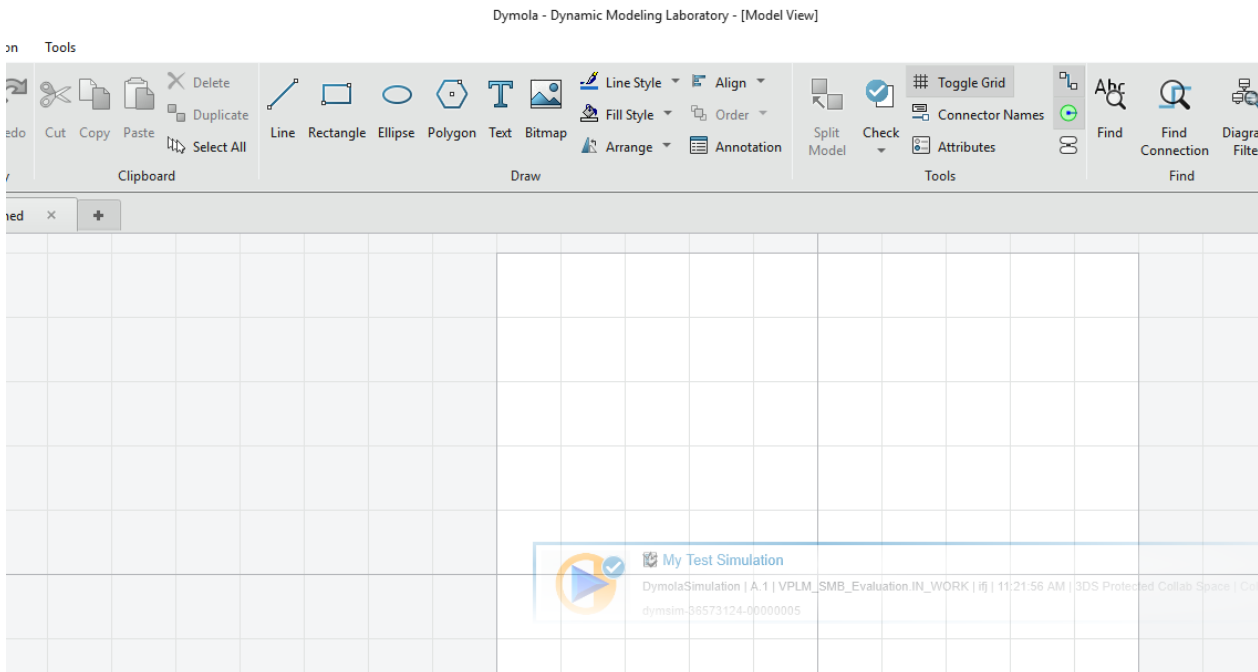 Dymola - Dynamic Modeling Laboratory - [Model View]
on Tools
edo Cut Copy Paste Delete
Duplicate
Select All
Clipboard
Line Rectangle Ellipse Polygon Text Bitmap
Line Style Align
Fill Style Order
Arrange Annotation
Draw
Split Model
Check
Toggle Grid
Connector Names
Attributes
Tools
Abc
Find
Find Connection
Diagra
Filte
Find
ned
My Test Simulation
DymolaSimulation | A.1 | VPLM_SMB_Evaluation.IN_WORK | ifj | 11:21:56 AM | 3DS Protected Collab Space | Co
dymsim-36573124-00000005